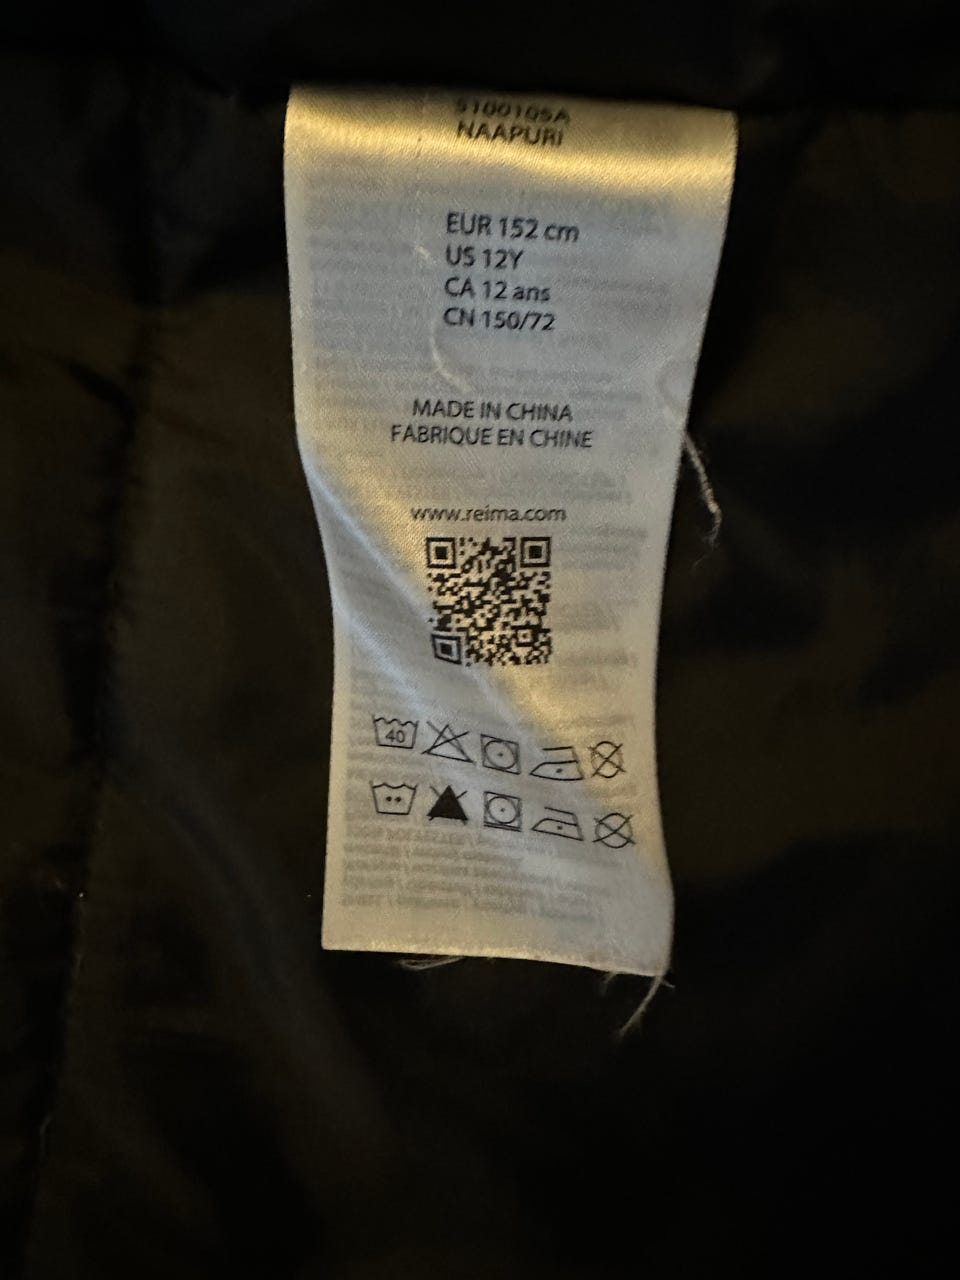 5100105A
NAAPURI
EUR 152 cm
US 12Y
CA 12 ans
CN 150/72
MADE IN CHINA
FABRIQUE EN CHINE
www.reima.com
40